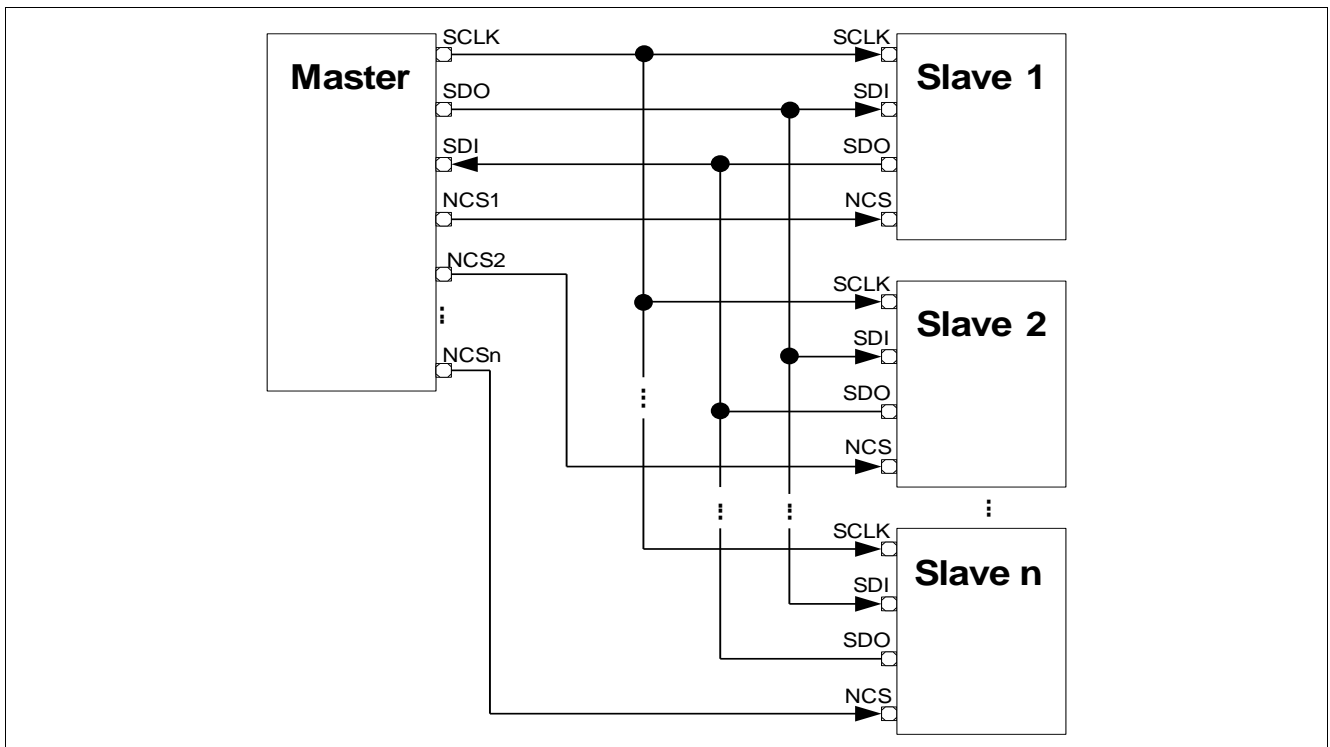 Master
SCLK
SDO
SDI
NCS1
NCS2
⋮
NCSn
⋮
⋮
⋮
SCLK
Slave 1
SDI
SDO
NCS
SCLK
Slave 2
SDI
SDO
NCS
⋮
SCLK
Slave n
SDI
SDO
NCS